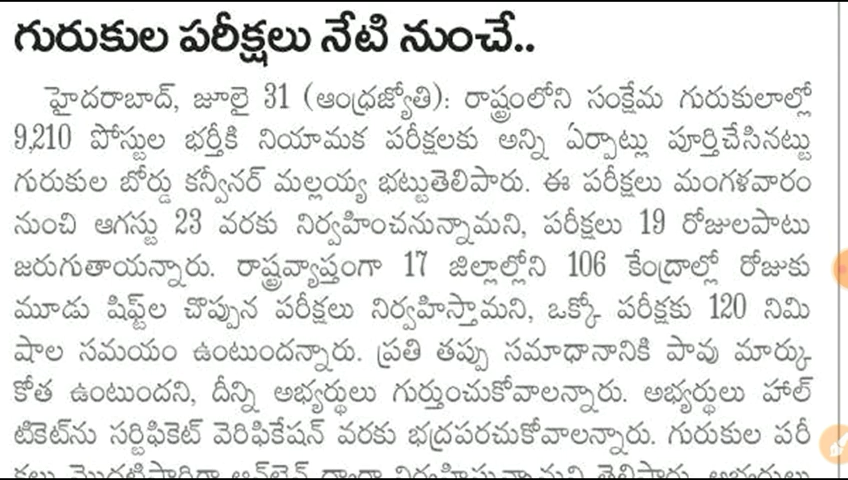 గురుకుల పరీక్షలు నేటి నుంచే..
హైదరాబాద్, జూలై 31 (ఆంధ్రజ్యోతి): రాష్ట్రంలోని సంక్షేమ గురుకులాల్లో
9,210 పోస్టుల భర్తీకి నియామక పరీక్షలకు అన్ని ఏర్పాట్లు పూర్తిచేసినట్టు
గురుకుల బోర్డు కన్వీనర్ మల్లయ్య భట్టుతెలిపారు. ఈ పరీక్షలు మంగళవారం
నుంచి ఆగస్టు 23 వరకు నిర్వహించనున్నామని, పరీక్షలు 19 రోజులపాటు
జరుగుతాయన్నారు. రాష్ట్రవ్యాప్తంగా 17 జిల్లాల్లోని 106 కేంద్రాల్లో రోజుకు
మూడు షిఫ్ట్‌ల చొప్పున పరీక్షలు నిర్వహిస్తామని, ఒక్కో పరీక్షకు 120 నిమి
షాల సమయం ఉంటుందన్నారు. ప్రతి తప్పు సమాధానానికి పావు మార్కు
కోత ఉంటుందని, దీన్ని అభ్యర్థులు గుర్తుంచుకోవాలన్నారు. అభ్యర్థులు హాల్
టికెట్‌ను సర్టిఫికెట్ వెరిఫికేషన్ వరకు భద్రపరచుకోవాలన్నారు. గురుకుల పరీ